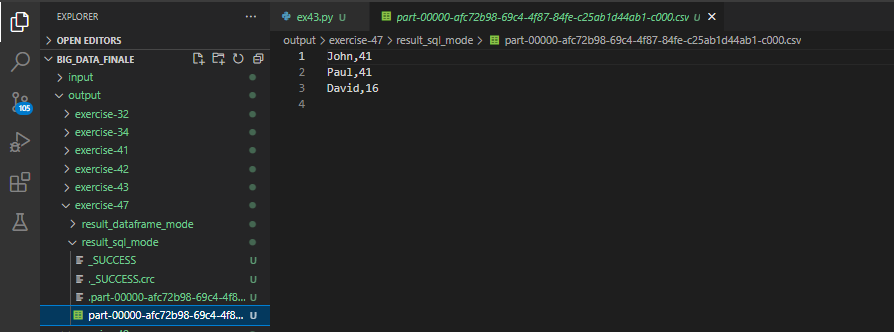 EXPLORER
OPEN EDITORS
BIG_DATA_FINALE
input
output
exercise-32
exercise-34
exercise-41
exercise-42
exercise-43
exercise-47
result_dataframe_mode
result_sql_mode
_SUCCESS U
._SUCCESS.crc U
.part-00000-afc72b98-69c4-4f8... U
part-00000-afc72b98-69c4-4f8... U
105
ex43.py U
part-00000-afc72b98-69c4-4f87-84fe-c25ab1d44ab1-c000.csv U
output > exercise-47 > result_sql_mode > part-00000-afc72b98-69c4-4f87-84fe-c25ab1d44ab1-c000.csv
1 John,41
2 Paul,41
3 David,16
4